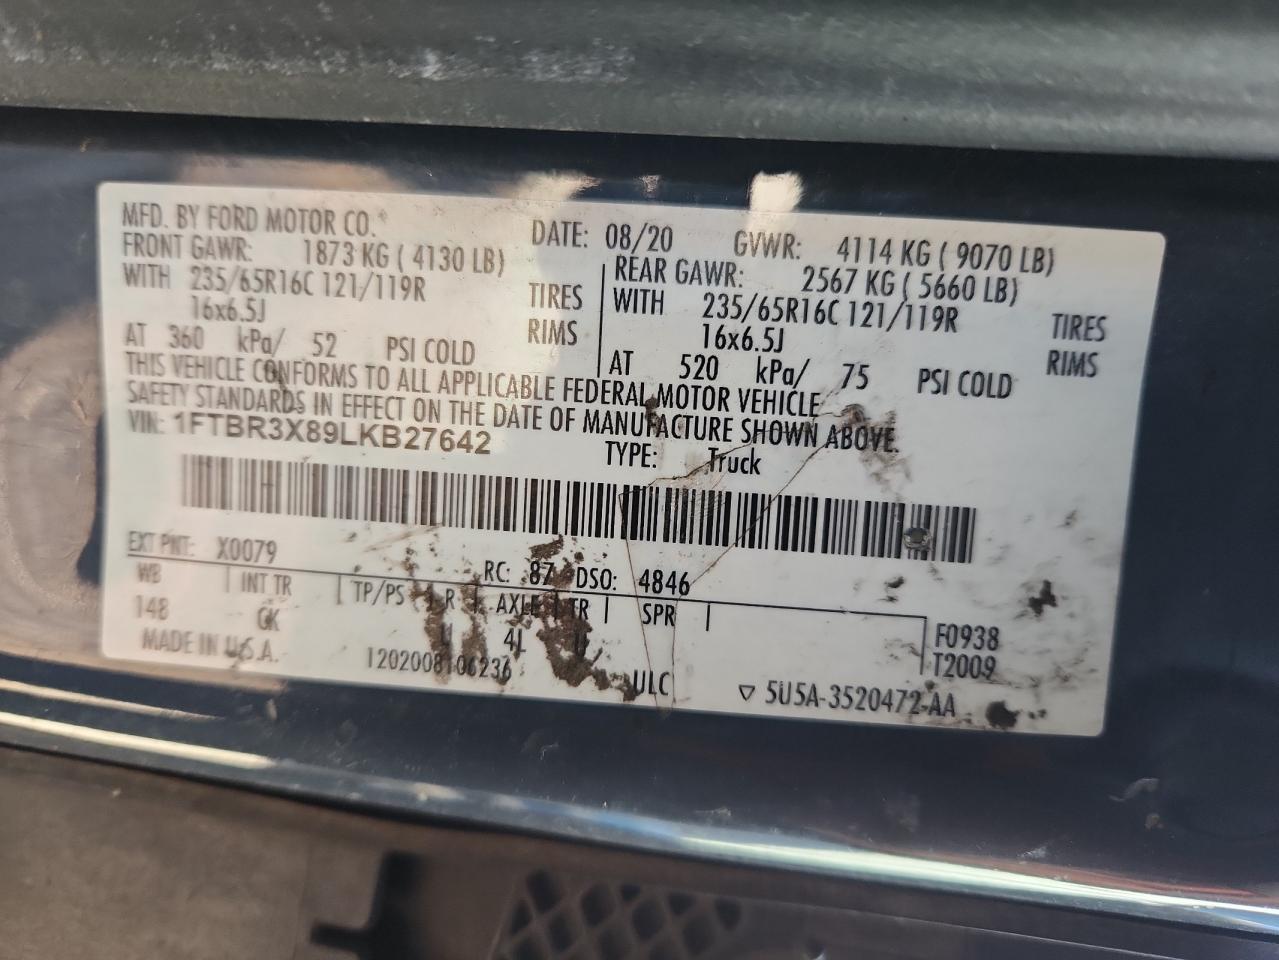 MFD. BY FORD MOTOR CO. DATE: 08/20 GVWR: 4114 KG ( 9070 LB)
FRONT GAWR: 1873 KG ( 4130 LB) REAR GAWR: 2567 KG ( 5660 LB)
WITH 235/65R16C 121/119R TIRES WITH 235/65R16C 121/119R TIRES
16x6.5J RIMS 16x6.5J RIMS
AT 360 kPa/ 52 PSI COLD AT 520 kPa/ 75 PSI COLD
THIS VEHICLE CONFORMS TO ALL APPLICABLE FEDERAL MOTOR VEHICLE
SAFETY STANDARDS IN EFFECT ON THE DATE OF MANUFACTURE SHOWN ABOVE.
VIN: 1FTBR3X89LKB27642 TYPE: Truck
EXT PNT: X0079 RC: 87 DSO: 4846
WB INT TR TP/PS R AXLE TR SPR
148 CK 4L F0938
T2009
MADE IN U.S.A. 1202008106236 ULC 5U5A-3520472-AA